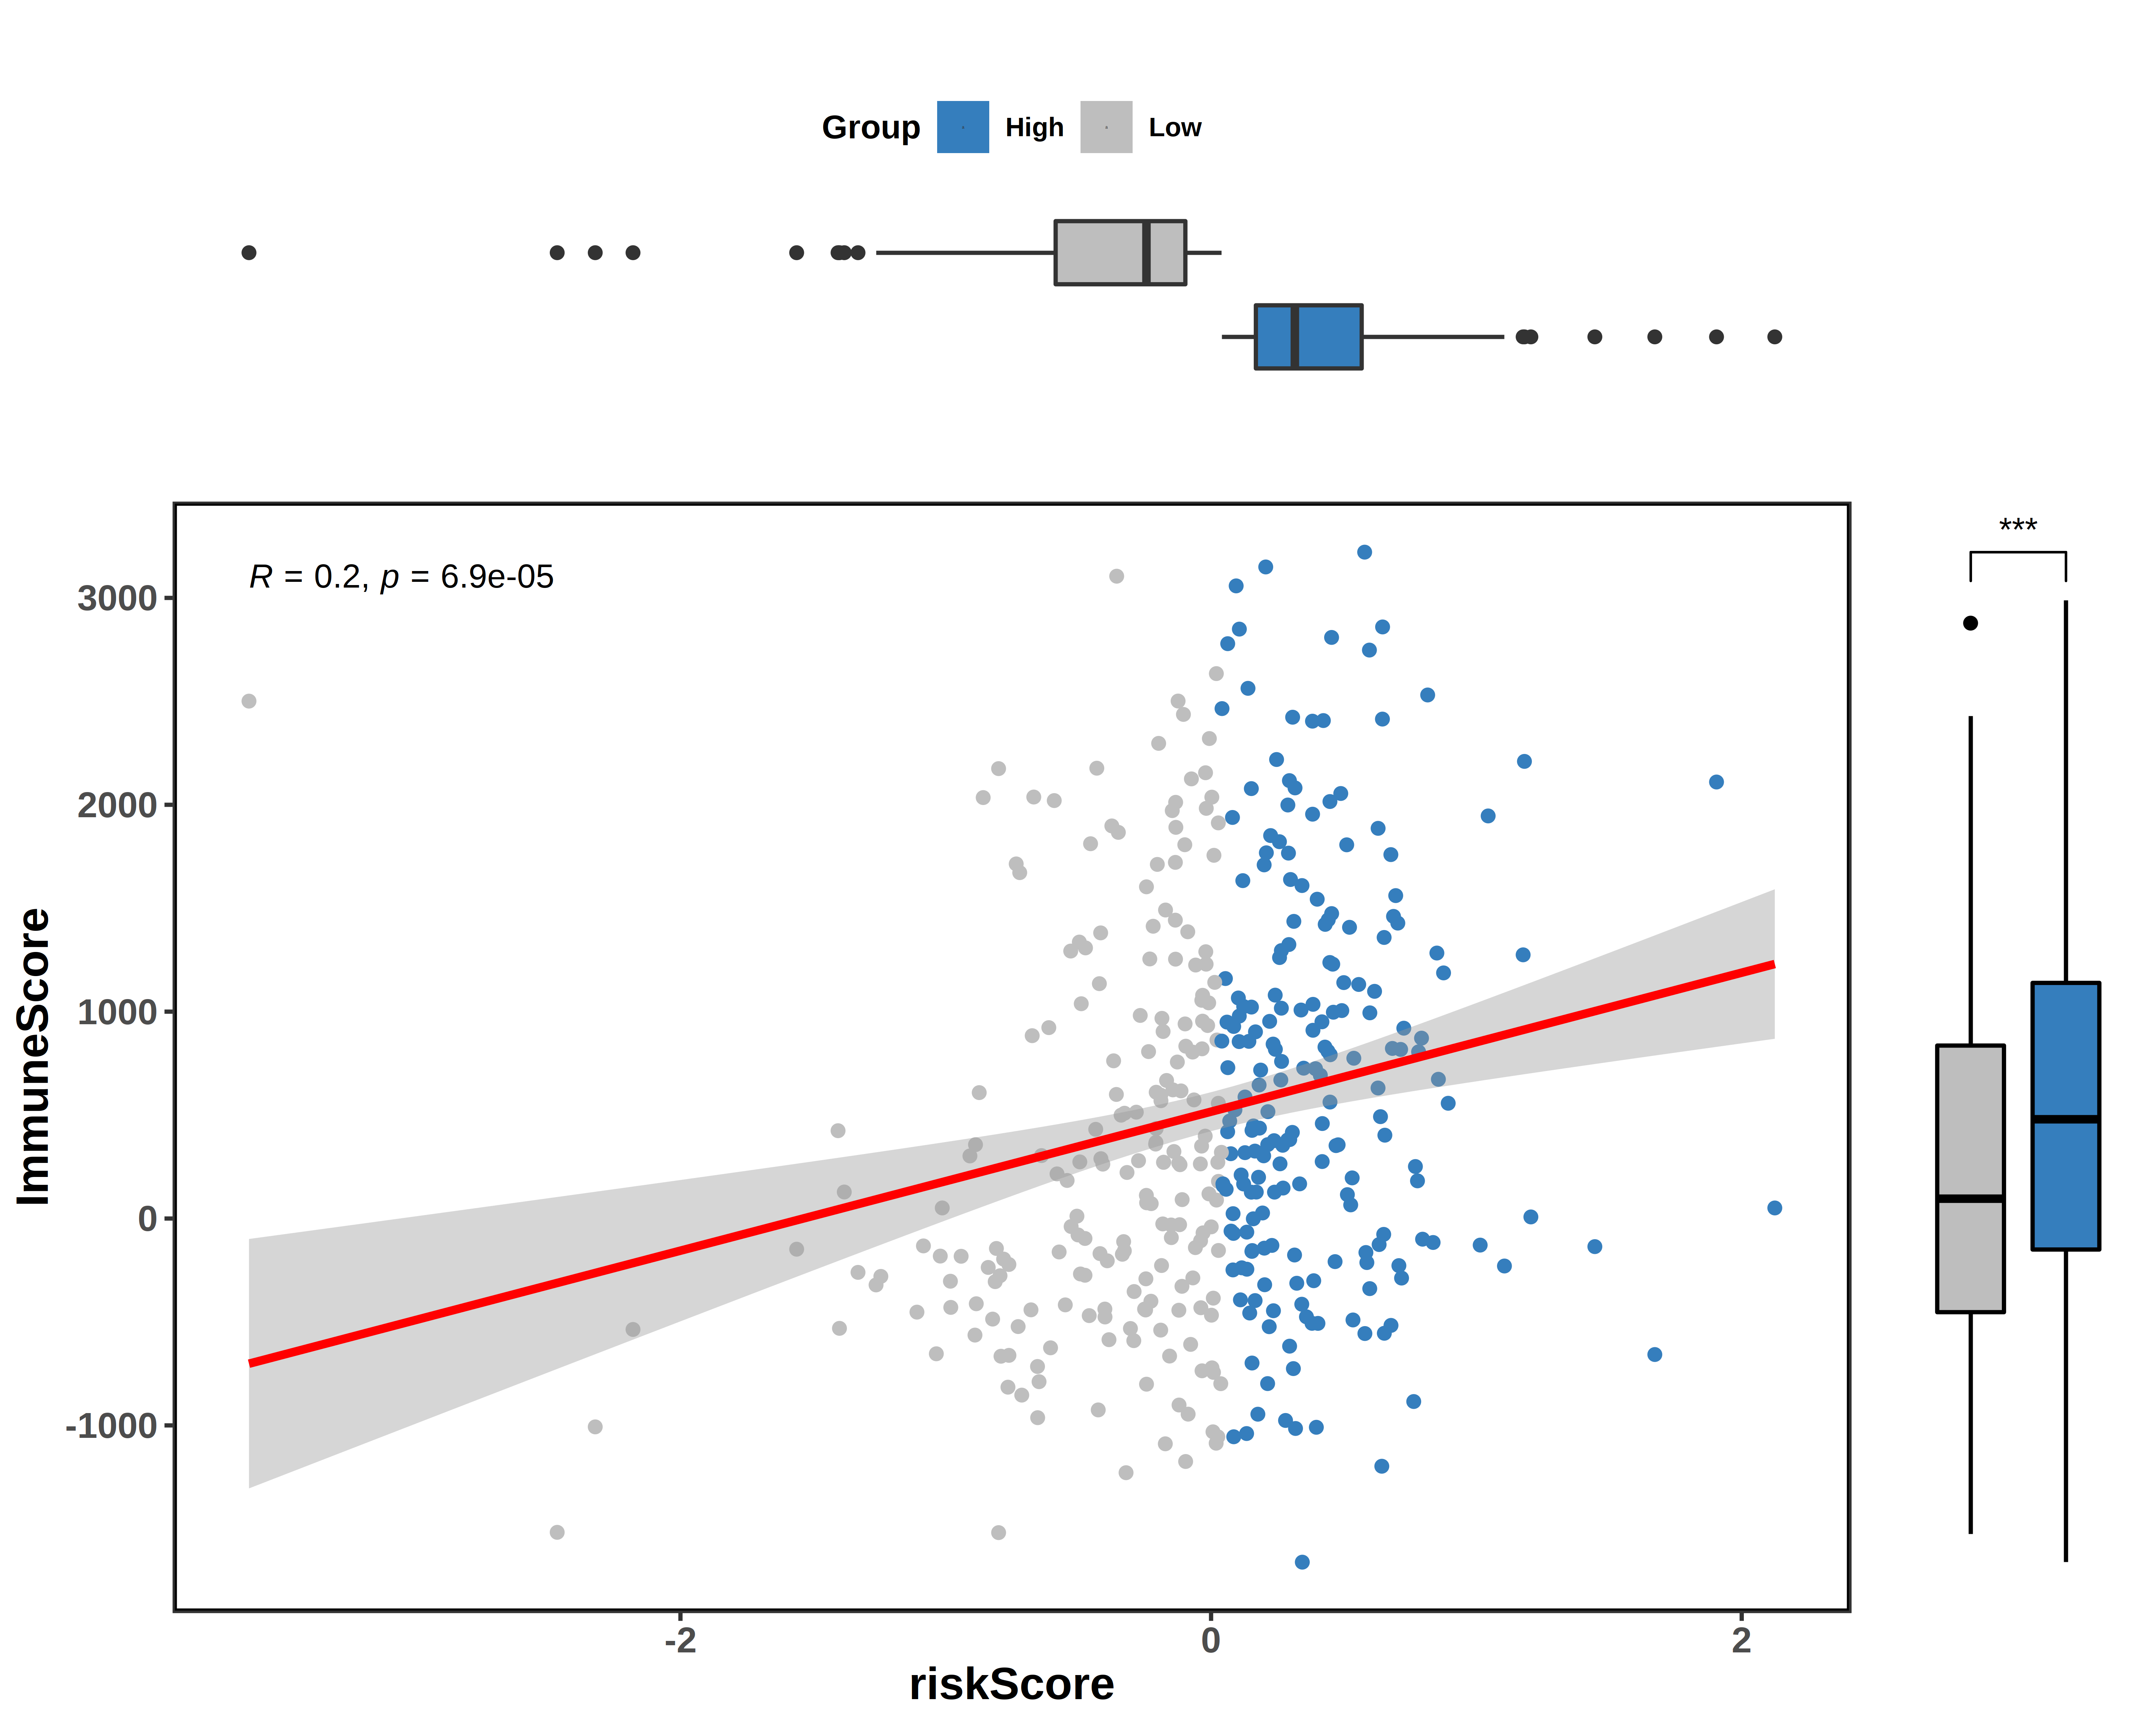 Group High Low
***
R = 0.2, p = 6.9e-05
3000
2000
1000
0
-1000
ImmuneScore
-2 0 2
riskScore